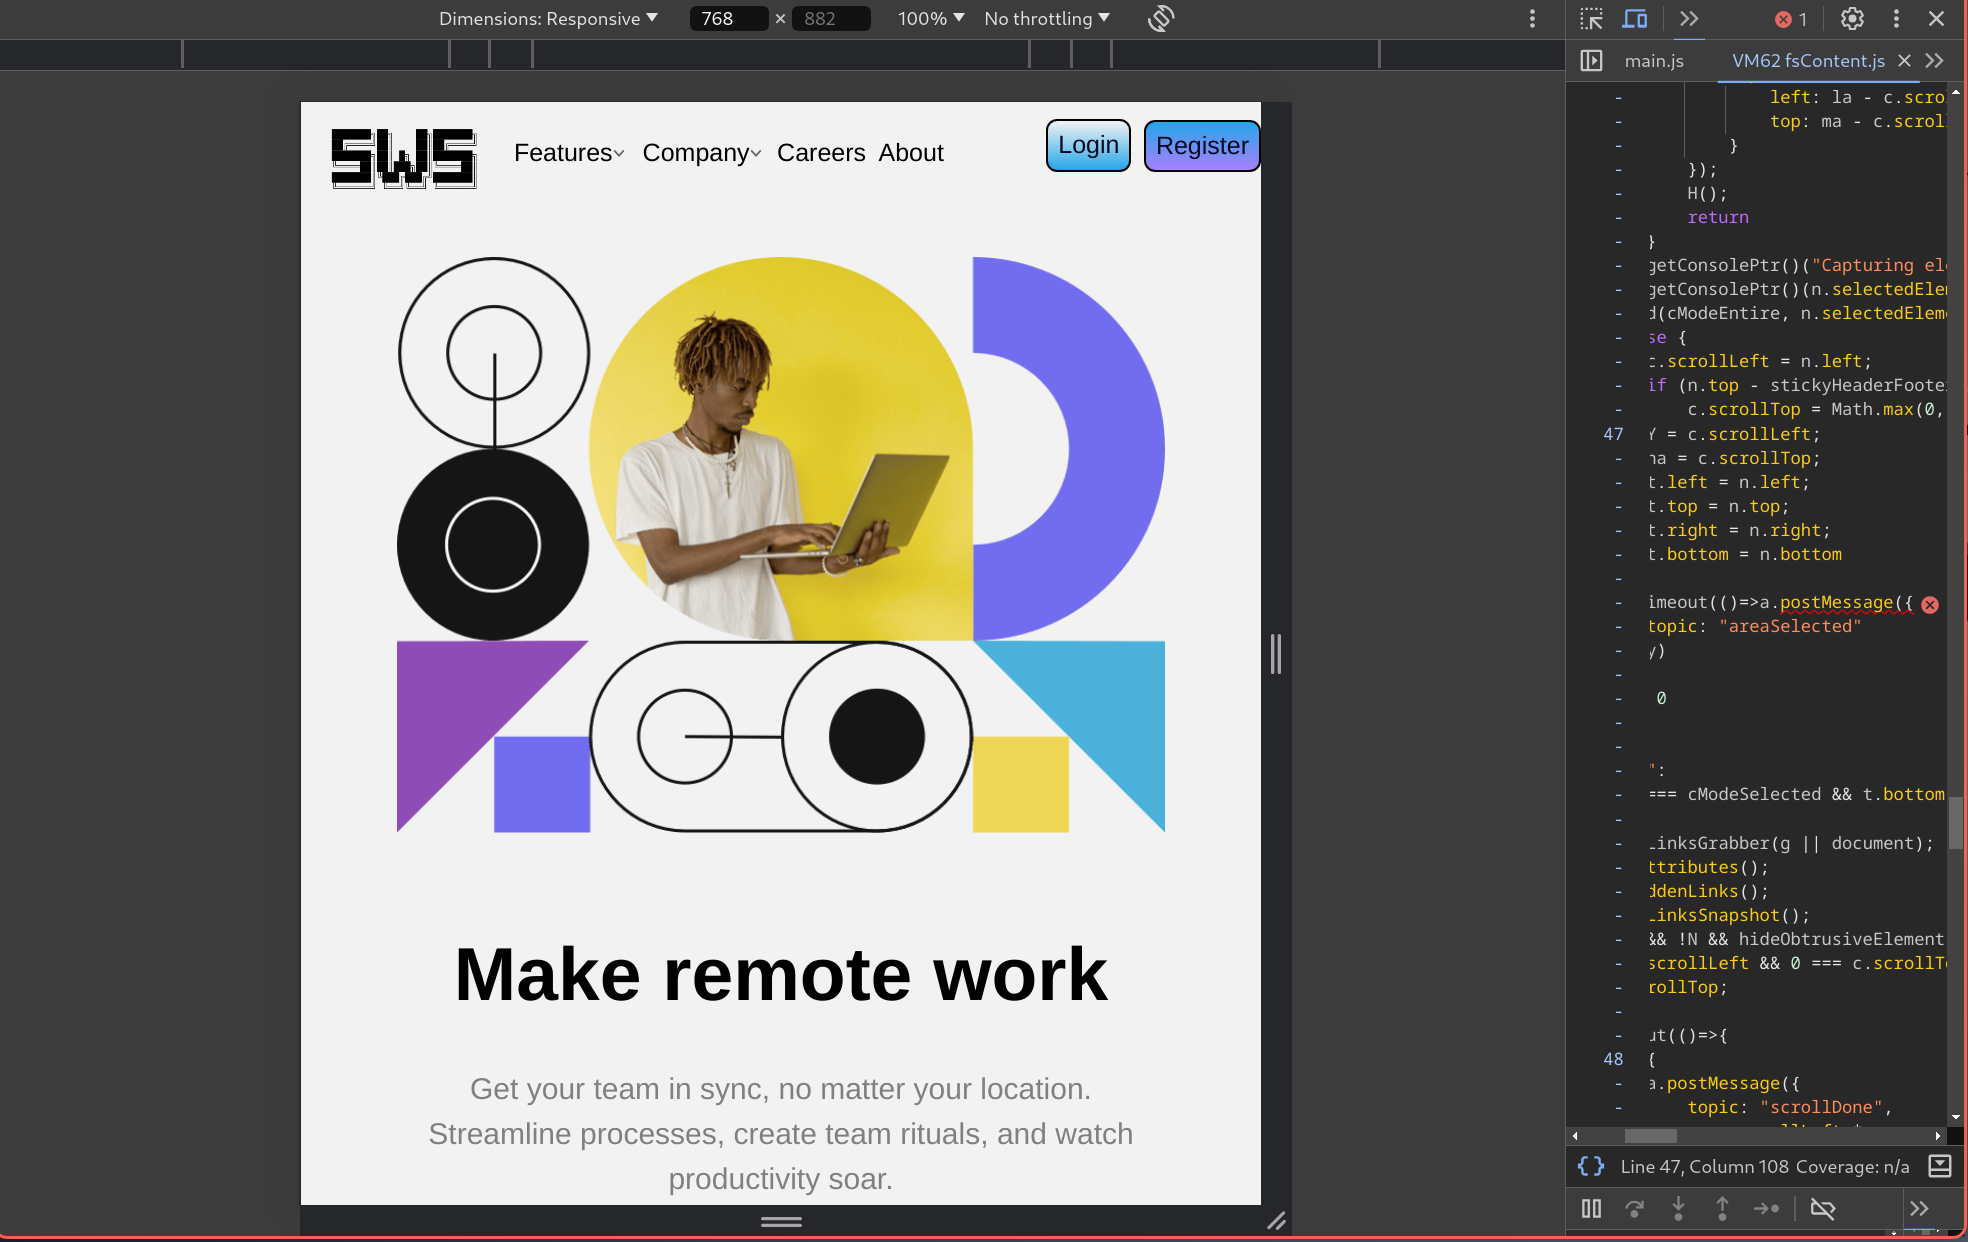 Dimensions: Responsive 768 × 882 100% No throttling
1
main.js VM62 fsContent.js
SWS Features Company Careers About Login Register
Make remote work
Get your team in sync, no matter your location.
Streamline processes, create team rituals, and watch
productivity soar.
- left: la - c.scro
- top: ma - c.scroll
- }
- });
- H();
- return
- }
- getConsolePtr()("Capturing el
- getConsolePtr()(n.selectedEle
- d(cModeEntire, n.selectedElem
- se {
- c.scrollLeft = n.left;
- if (n.top - stickyHeaderFoote
- c.scrollTop = Math.max(0,
47 Y = c.scrollLeft;
- na = c.scrollTop;
- t.left = n.left;
- t.top = n.top;
- t.right = n.right;
- t.bottom = n.bottom
-
- imeout(()=>a.postMessage({
- topic: "areaSelected"
- y)
-
- 0
-
-
- ":
- === cModeSelected && t.bottom
-
- LinksGrabber(g || document);
- ttributes();
- ddenLinks();
- LinksSnapshot();
- && !N && hideObtrusiveElement
- scrollLeft && 0 === c.scrollT
- rollTop;
-
- ut(()=>{
48 {
- a.postMessage({
- topic: "scrollDone",
{} Line 47, Column 108 Coverage: n/a